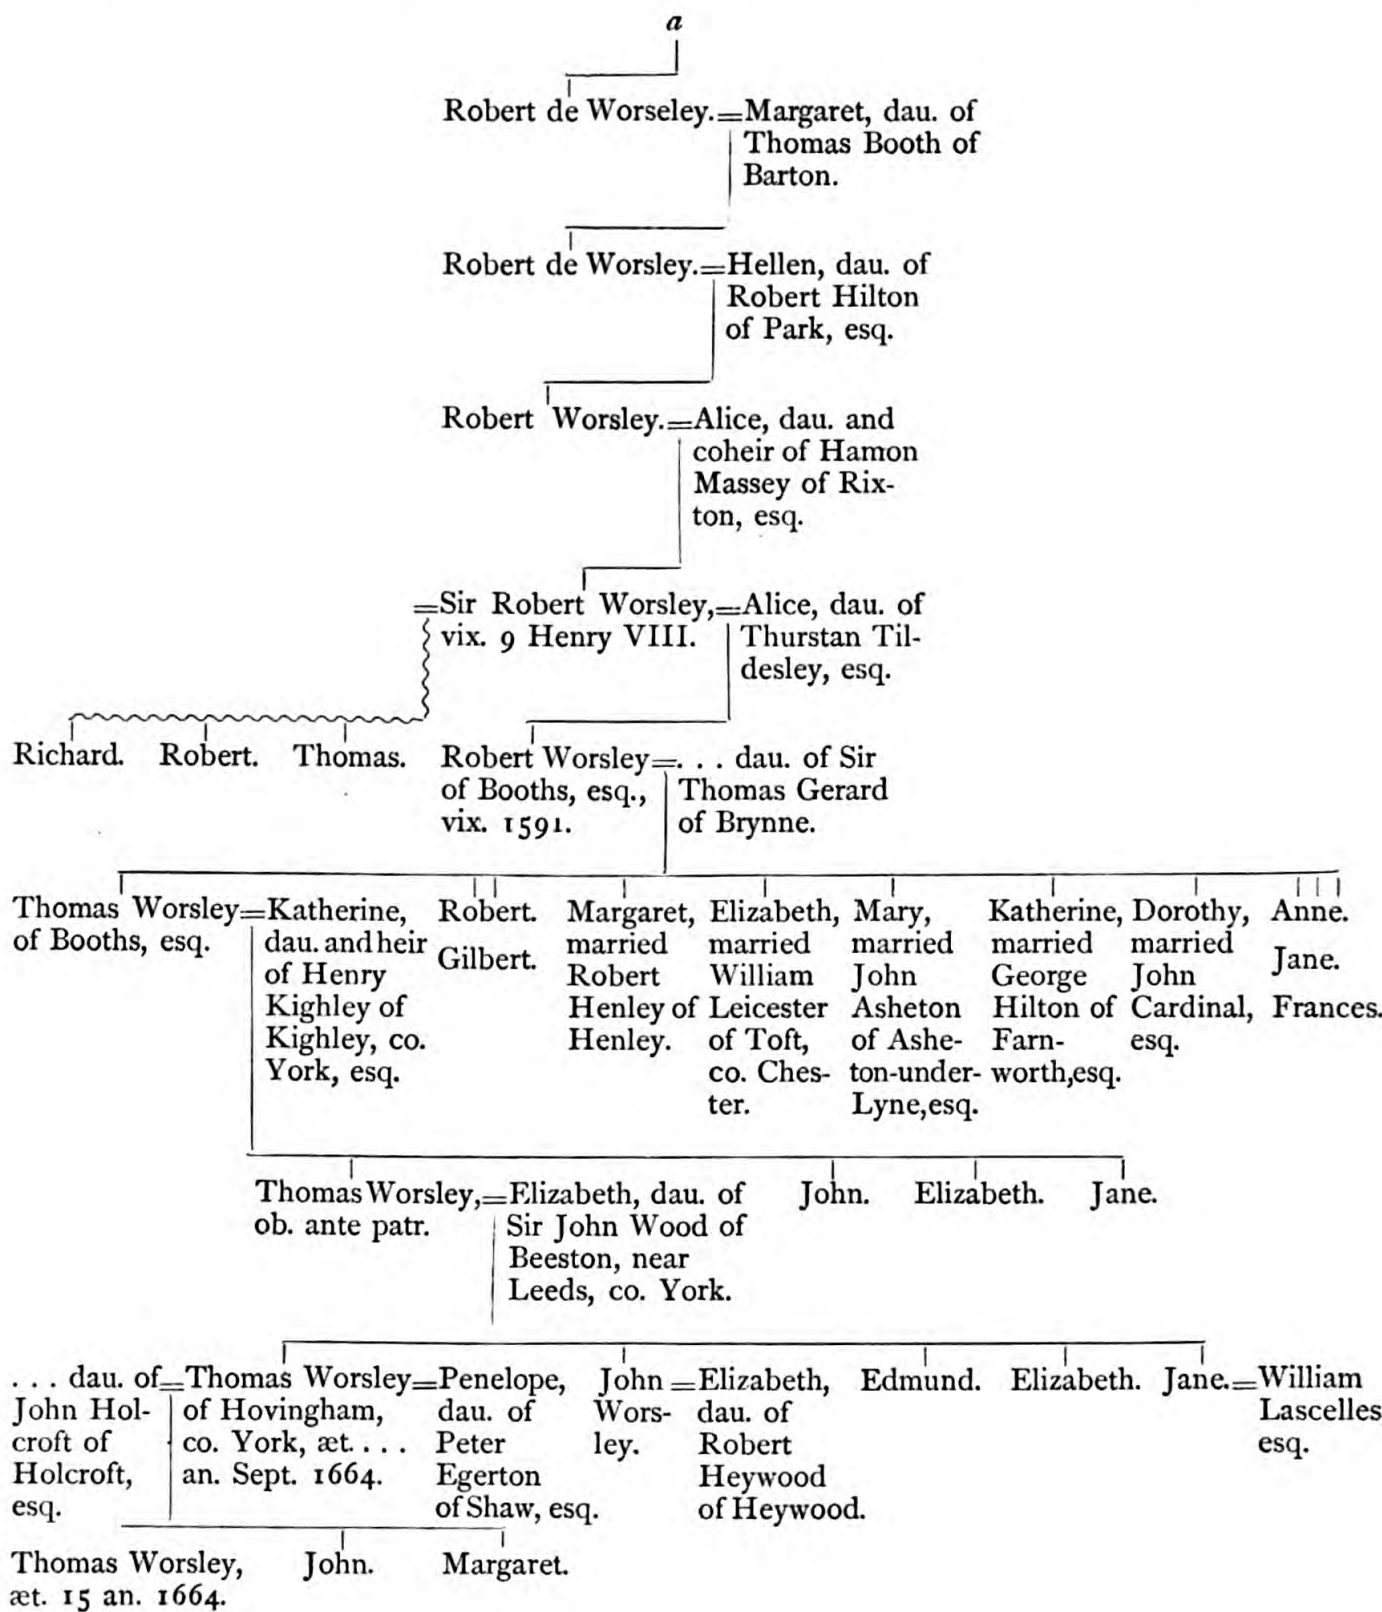 a
Robert de Worseley.=Margaret, dau. of
Thomas Booth of
Barton.
Robert de Worsley.=Hellen, dau. of
Robert Hilton
of Park, esq.
Robert Worsley.=Alice, dau. and
coheir of Hamon
Massey of Rix-
ton, esq.
=Sir Robert Worsley,=Alice, dau. of
vix. 9 Henry VIII.
Thurstan Til-
desley, esq.
Richard. Robert. Thomas.
Robert Worsley=. . . dau. of Sir
of Booths, esq.,
vix. 1591.
Thomas Gerard
of Brynne.
Thomas Worsley=Katherine,
of Booths, esq.
dau. and heir
of Henry
Kighley of
Kighley, co.
York, esq.
Robert.
Gilbert.
Margaret,
married
Robert
Henley of
Henley.
Elizabeth,
married
William
Leicester
of Toft,
co. Ches-
ter.
Mary,
married
John
Asheton
of Ashe-
ton-under-
Lyne,esq.
Katherine,
married
George
Hilton of
Farn-
worth,esq.
Dorothy,
married
John
Cardinal,
esq.
Anne.
Jane.
Frances.
Thomas Worsley,=Elizabeth, dau. of
ob. ante patr.
Sir John Wood of
Beeston, near
Leeds, co. York.
John. Elizabeth. Jane.
. . . dau. of=Thomas Worsley=Penelope,
John Hol-
croft of
Holcroft,
esq.
of Hovingham,
co. York, æt. . . .
an. Sept. 1664.
dau. of
Peter
Egerton
of Shaw, esq.
John =Elizabeth,
Wors-
ley.
dau. of
Robert
Heywood
of Heywood.
Edmund. Elizabeth. Jane.=William
Lascelles
esq.
Thomas Worsley,
æt. 15 an. 1664.
John. Margaret.